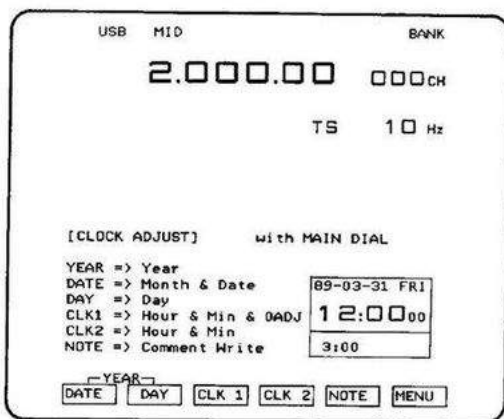 USB MID BANK
2.000.00 000CH
TS 10 Hz
[CLOCK ADJUST] with MAIN DIAL
YEAR => Year
DATE => Month & Date
DAY => Day
CLK1 => Hour & Min & 0ADJ
CLK2 => Hour & Min
NOTE => Comment Write
89-03-31 FRI
12:00 00
3:00
YEAR
DATE DAY CLK 1 CLK 2 NOTE MENU